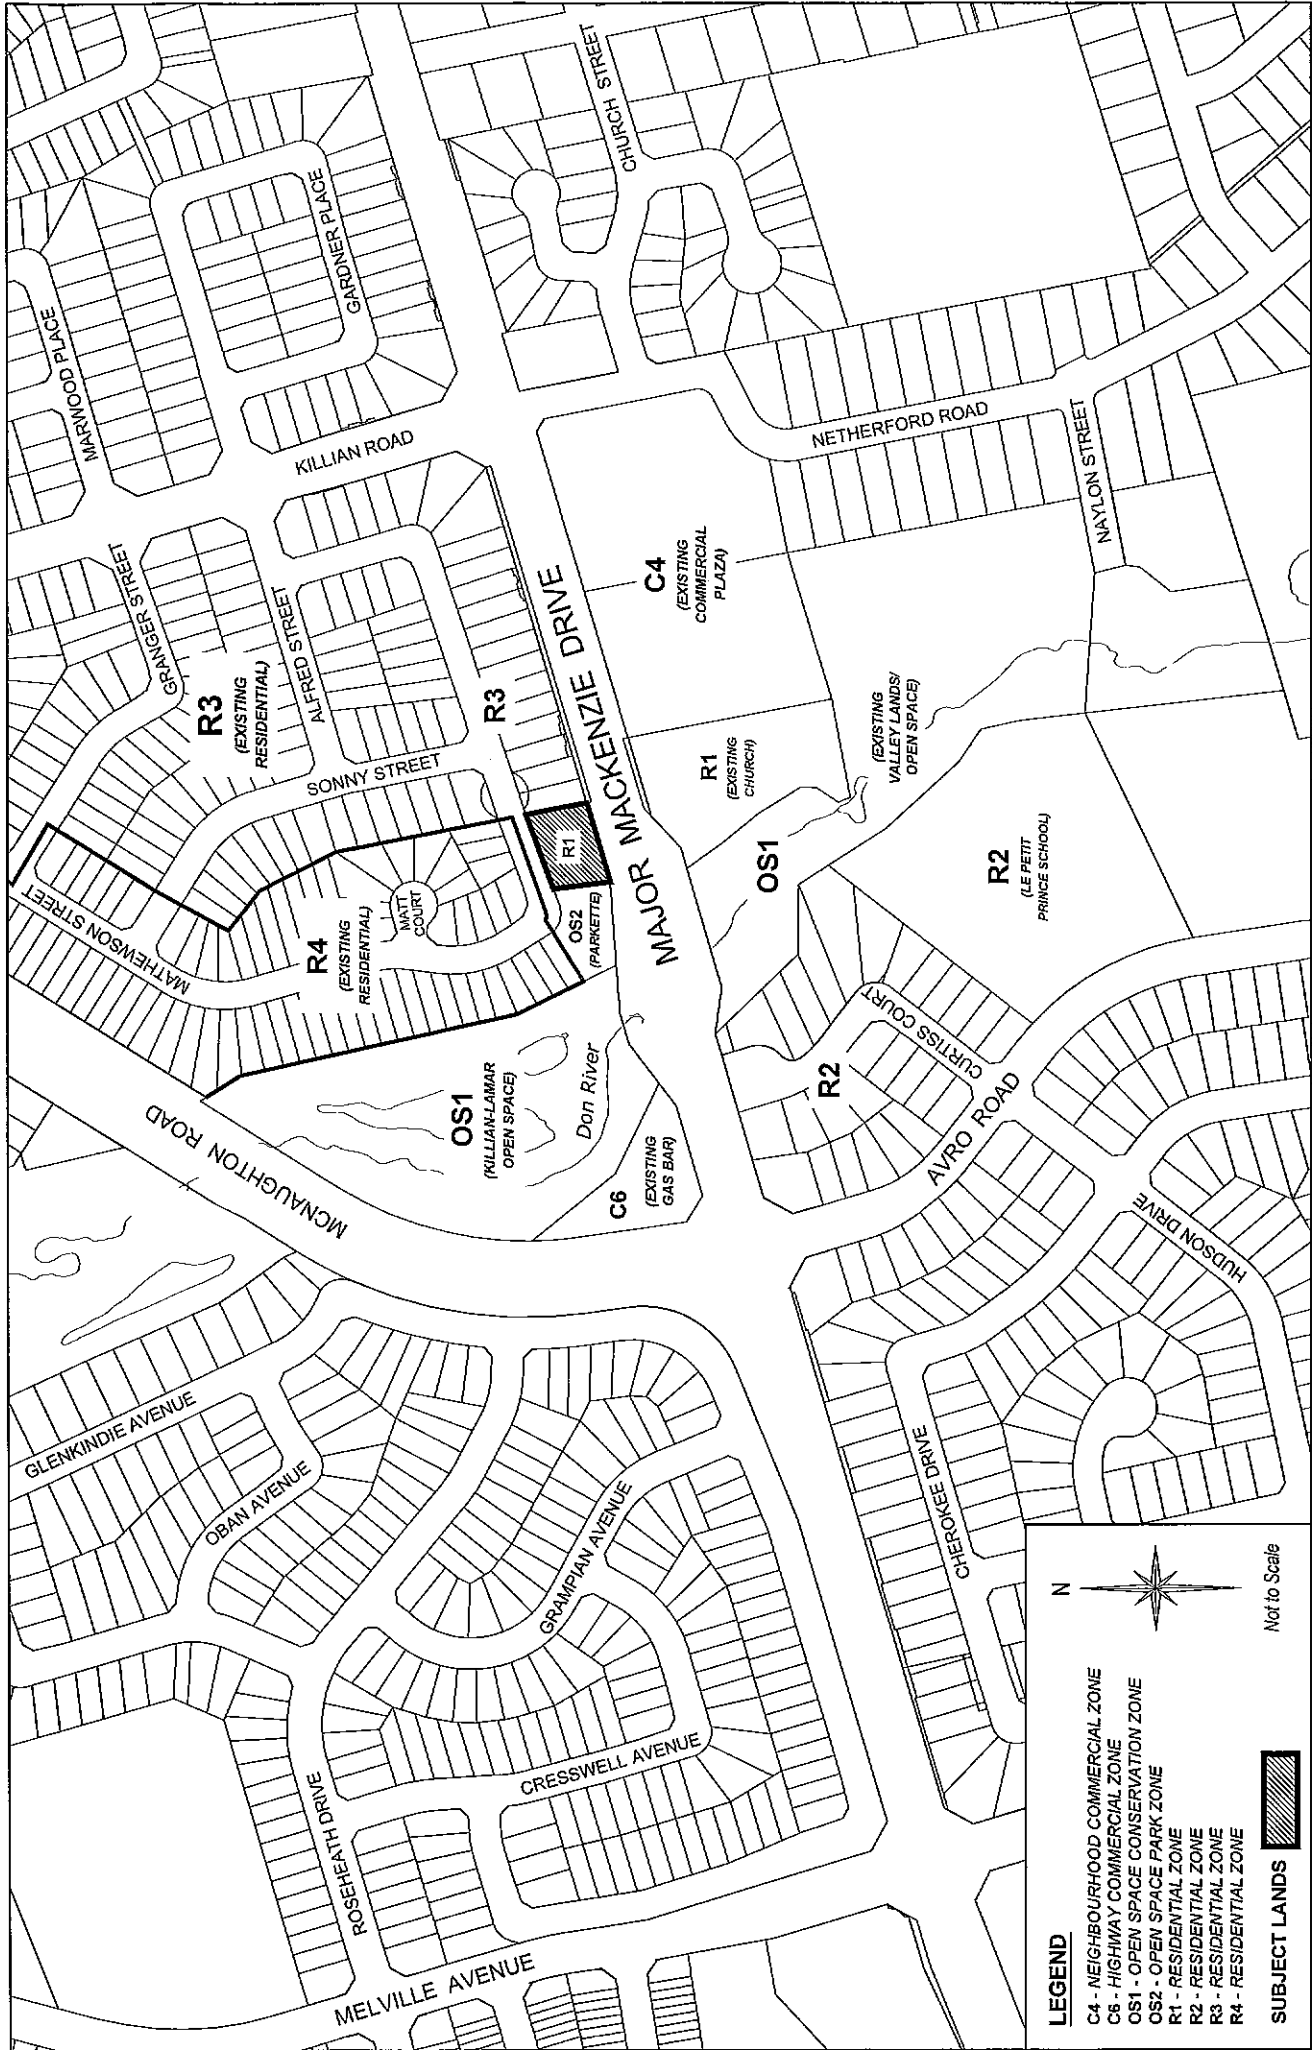 MARWOOD PLACE
GARDNER PLACE
CHURCH STREET
KILLIAN ROAD
NETHERFORD ROAD
NAYLON STREET
GRANGER STREET
ALFRED STREET
SONNY STREET
R3
(EXISTING
RESIDENTIAL)
R3
MAJOR MACKENZIE DRIVE
C4
(EXISTING
COMMERCIAL
PLAZA)
R1
(EXISTING
CHURCH)
(EXISTING
VALLEY LANDS/
OPEN SPACE)
OS1
R2
(LE PETIT
PRINCE SCHOOL)
R1
MATHEWSON STREET
R4
(EXISTING
RESIDENTIAL)
MATT
COURT
OS2
(PARKETTE)
MAJOR MACKENZIE DRIVE
CURTISS COURT
R2
AVRO ROAD
HUDSON DRIVE
MCNAUGHTON ROAD
OS1
(KILLIAN-LAMAR
OPEN SPACE)
Don River
C6
(EXISTING
GAS BAR)
GLENKINDIE AVENUE
OBAN AVENUE
GRAMPIAN AVENUE
CHEROKEE DRIVE
CRESSWELL AVENUE
ROSEHEATH DRIVE
MELVILLE AVENUE
LEGEND
C4 - NEIGHBOURHOOD COMMERCIAL ZONE
C6 - HIGHWAY COMMERCIAL ZONE
OS1 - OPEN SPACE CONSERVATION ZONE
OS2 - OPEN SPACE PARK ZONE
R1 - RESIDENTIAL ZONE
R2 - RESIDENTIAL ZONE
R3 - RESIDENTIAL ZONE
R4 - RESIDENTIAL ZONE
SUBJECT LANDS
N
Not to Scale